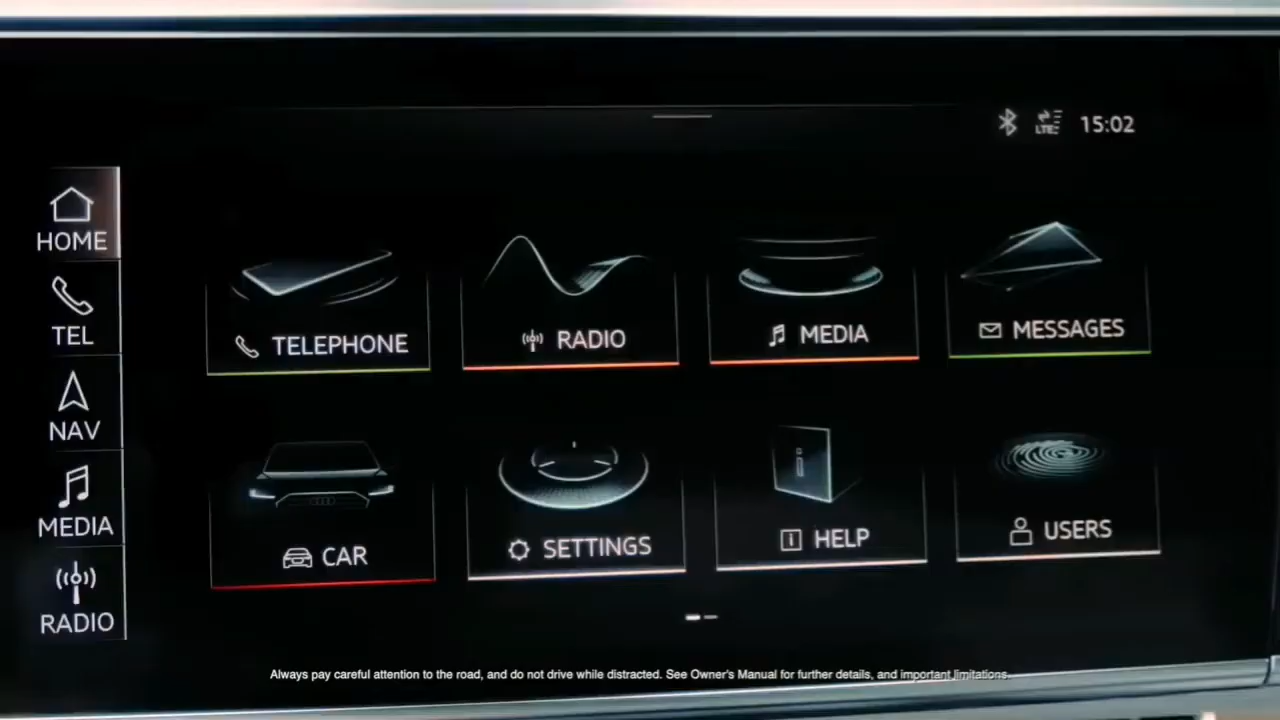 LTE 15:02
HOME
TEL
NAV
MEDIA
RADIO
TELEPHONE
RADIO
MEDIA
MESSAGES
CAR
SETTINGS
HELP
USERS
Always pay careful attention to the road, and do not drive while distracted. See Owner's Manual for further details, and important limitations.